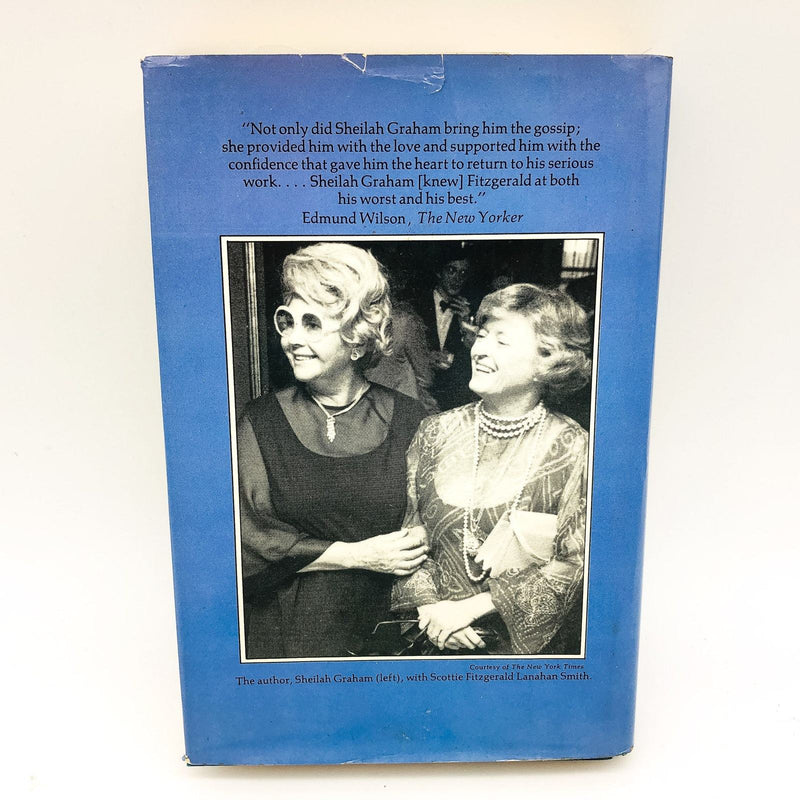 “Not only did Sheilah Graham bring him the gossip;
she provided him with the love and supported him with the
confidence that gave him the heart to return to his serious
work. . . . Sheilah Graham [knew] Fitzgerald at both
his worst and his best.”
Edmund Wilson, The New Yorker
Courtesy of The New York Times
The author, Sheilah Graham (left), with Scottie Fitzgerald Lanahan Smith.